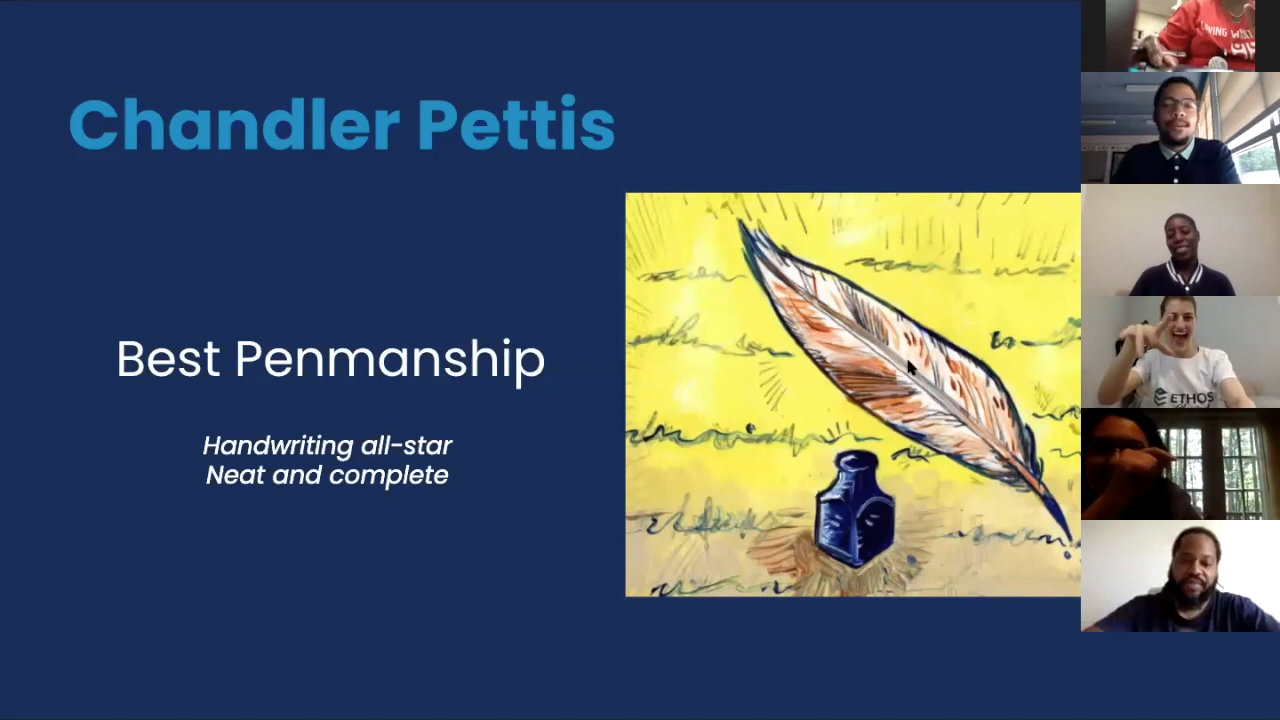 Chandler Pettis
Best Penmanship
Handwriting all-star
Neat and complete
ETHOS